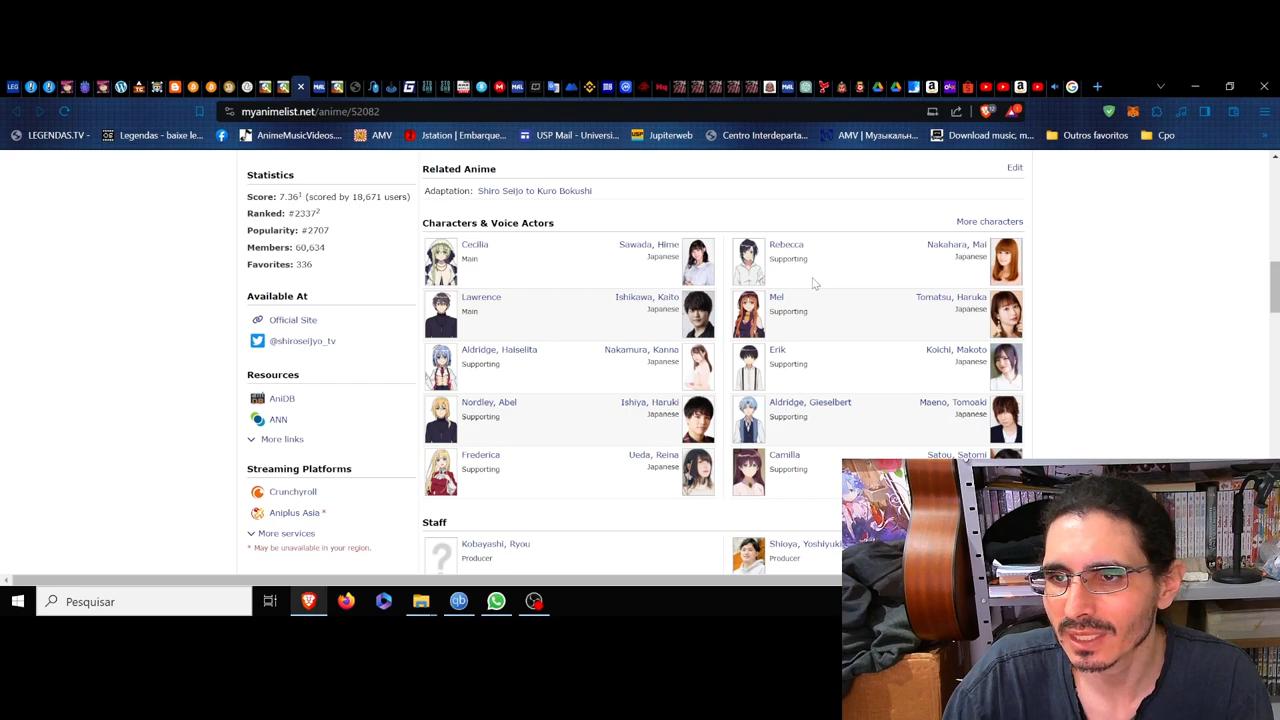 myanimelist.net/anime/52082
LEGENDAS.TV -
Legendas - baixe le...
AnimeMusicVideos....
AMV
Jstation | Embarque...
USP Mail - Universi...
Jupiterweb
Centro Interdeparta...
AMV | Музыкальн...
Download music, m...
Outros favoritos
Cpo
Statistics
Score: 7.36¹ (scored by 18,671 users)
Ranked: #2337²
Popularity: #2707
Members: 60,634
Favorites: 336
Available At
Official Site
@shiroseijyo_tv
Resources
AniDB
ANN
More links
Streaming Platforms
Crunchyroll
Aniplus Asia *
More services
* May be unavailable in your region.
Related Anime
Edit
Adaptation: Shiro Seijo to Kuro Bokushi
Characters & Voice Actors
More characters
Cecilia
Main
Sawada, Hime
Japanese
Rebecca
Supporting
Nakahara, Mai
Japanese
Lawrence
Main
Ishikawa, Kaito
Japanese
Mel
Supporting
Tomatsu, Haruka
Japanese
Aldridge, Haiselita
Supporting
Nakamura, Kanna
Japanese
Erik
Supporting
Koichi, Makoto
Japanese
Nordley, Abel
Supporting
Ishiya, Haruki
Japanese
Aldridge, Gieselbert
Supporting
Maeno, Tomoaki
Japanese
Frederica
Supporting
Ueda, Reina
Japanese
Camilla
Supporting
Satou, Satomi
Staff
Kobayashi, Ryou
Producer
Shioya, Yoshiyuki
Producer
Pesquisar